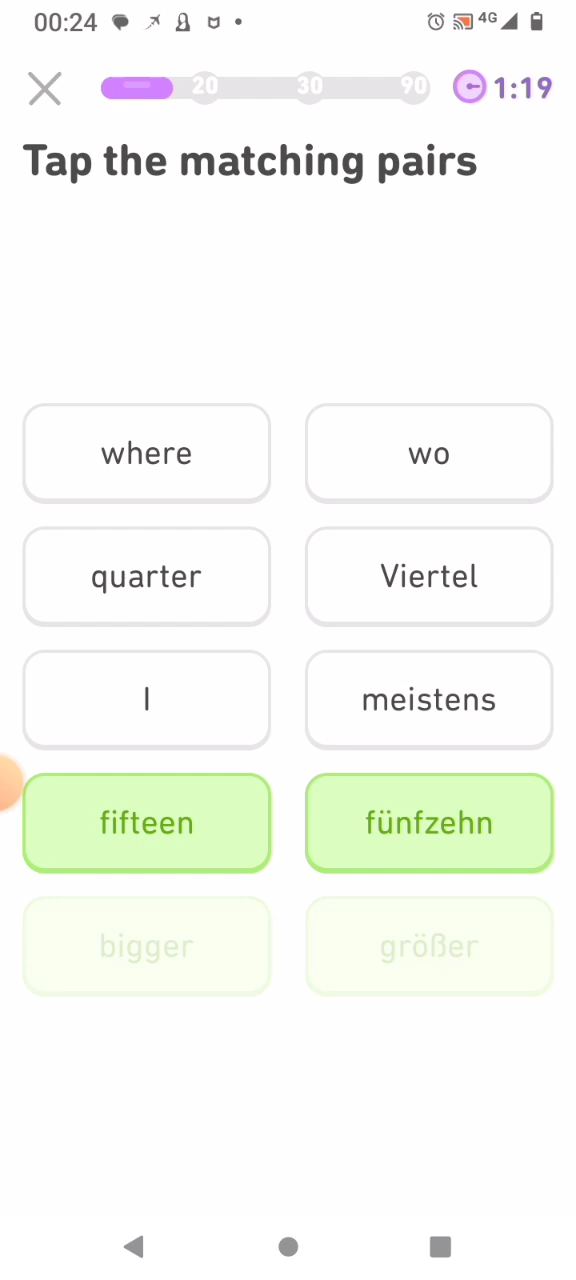 00:24 4G
20 30 90 1:19
Tap the matching pairs
where wo
quarter Viertel
I meistens
fifteen fünfzehn
bigger größer